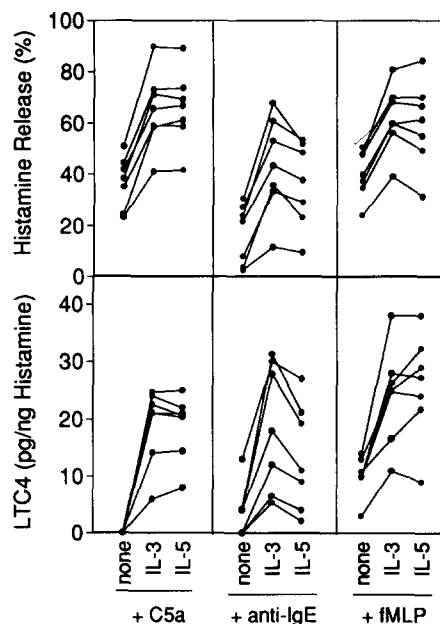 Histamine Release (%)
100
80
60
40
20
0
LTC4 (pg/ng Histamine)
40
30
20
10
0
none IL-3 IL-5 none IL-3 IL-5 none IL-3 IL-5
+ C5a + anti-IgE + fMLP